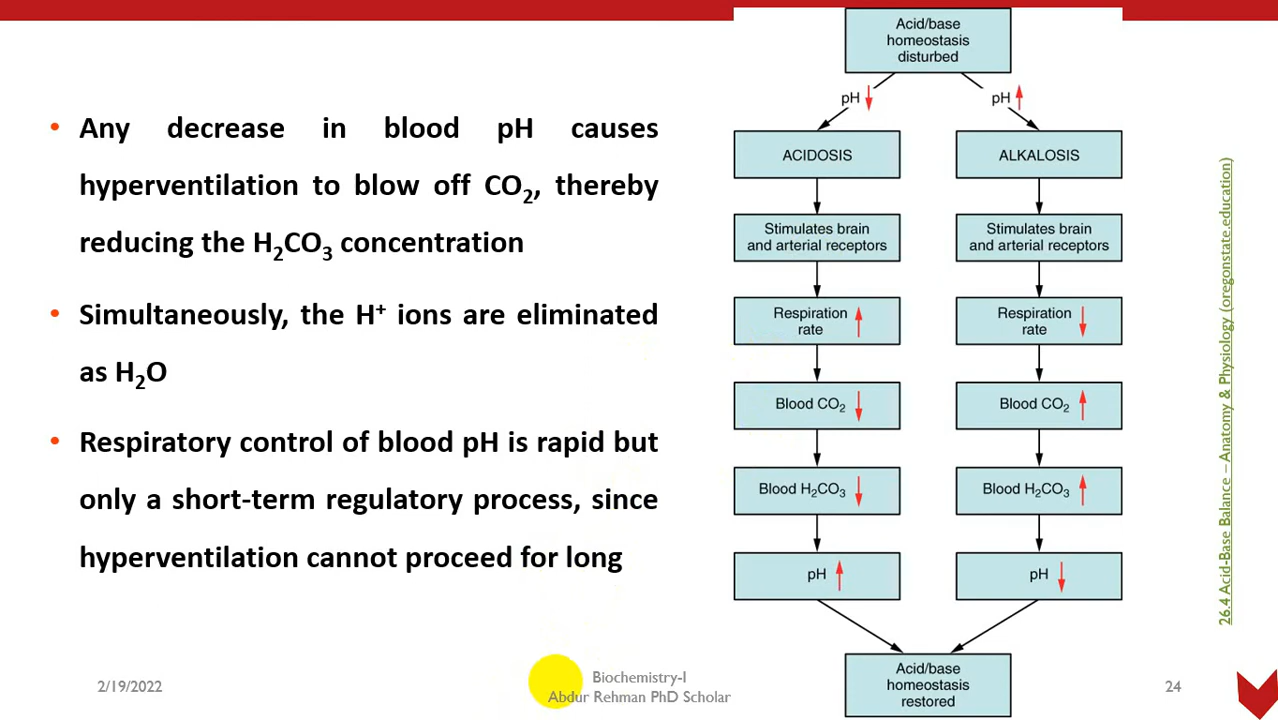 • Any decrease in blood pH causes
hyperventilation to blow off CO₂, thereby
reducing the H₂CO₃ concentration
• Simultaneously, the H⁺ ions are eliminated
as H₂O
• Respiratory control of blood pH is rapid but
only a short-term regulatory process, since
hyperventilation cannot proceed for long
Acid/base
homeostasis
disturbed
pH ↓
pH ↑
ACIDOSIS
ALKALOSIS
Stimulates brain
and arterial receptors
Stimulates brain
and arterial receptors
Respiration
rate ↑
Respiration
rate ↓
Blood CO₂ ↓
Blood CO₂ ↑
Blood H₂CO₃ ↓
Blood H₂CO₃ ↑
pH ↑
pH ↓
Acid/base
homeostasis
restored
26.4 Acid-Base Balance – Anatomy & Physiology (oregonstate.education)
2/19/2022
Biochemistry-I
Abdur Rehman PhD Scholar
24